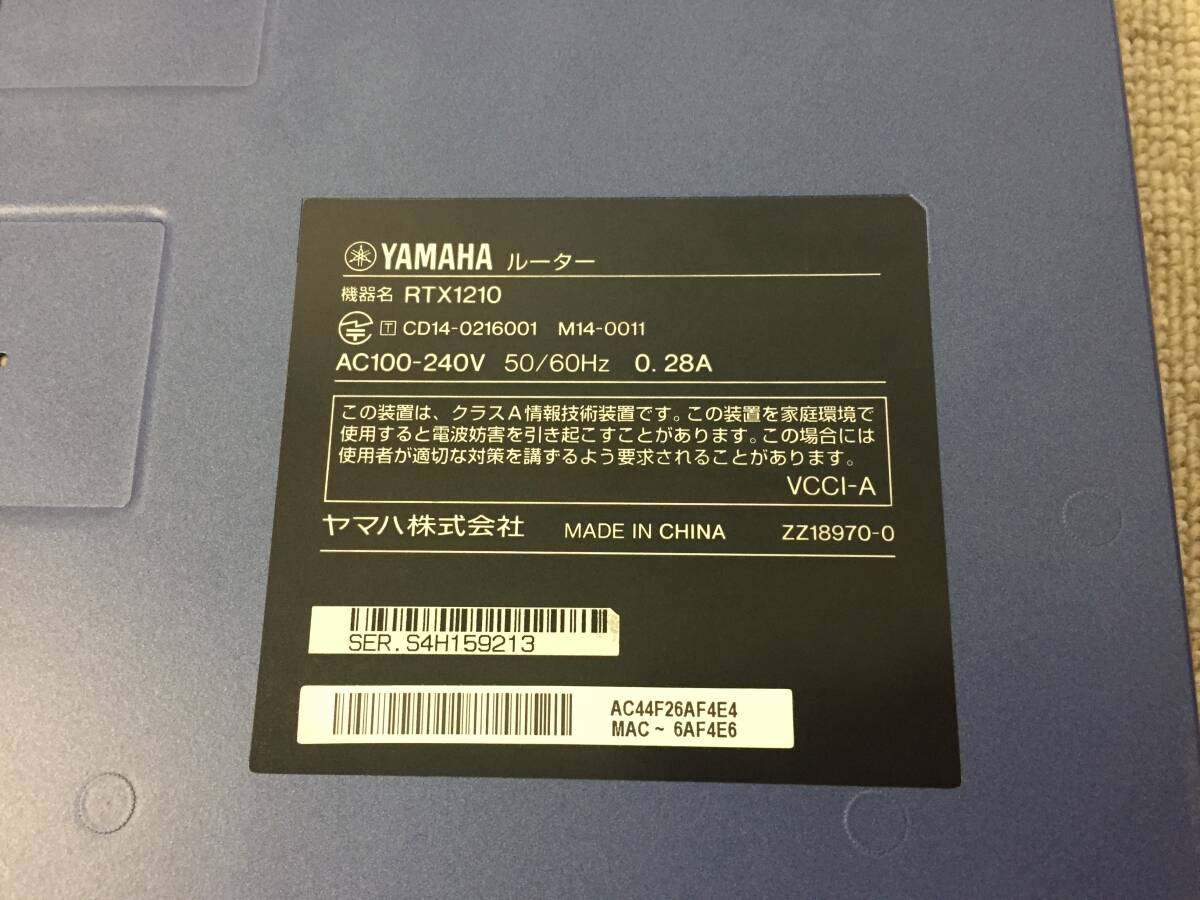 YAMAHA ルーター
機器名 RTX1210
T CD14-0216001 M14-0011
AC100-240V 50/60Hz 0.28A
この装置は、クラスA情報技術装置です。この装置を家庭環境で
使用すると電波妨害を引き起こすことがあります。この場合には
使用者が適切な対策を講ずるよう要求されることがあります。
VCCI-A
ヤマハ株式会社 MADE IN CHINA ZZ18970-0
SER.S4H159213
AC44F26AF4E4
MAC ~ 6AF4E6